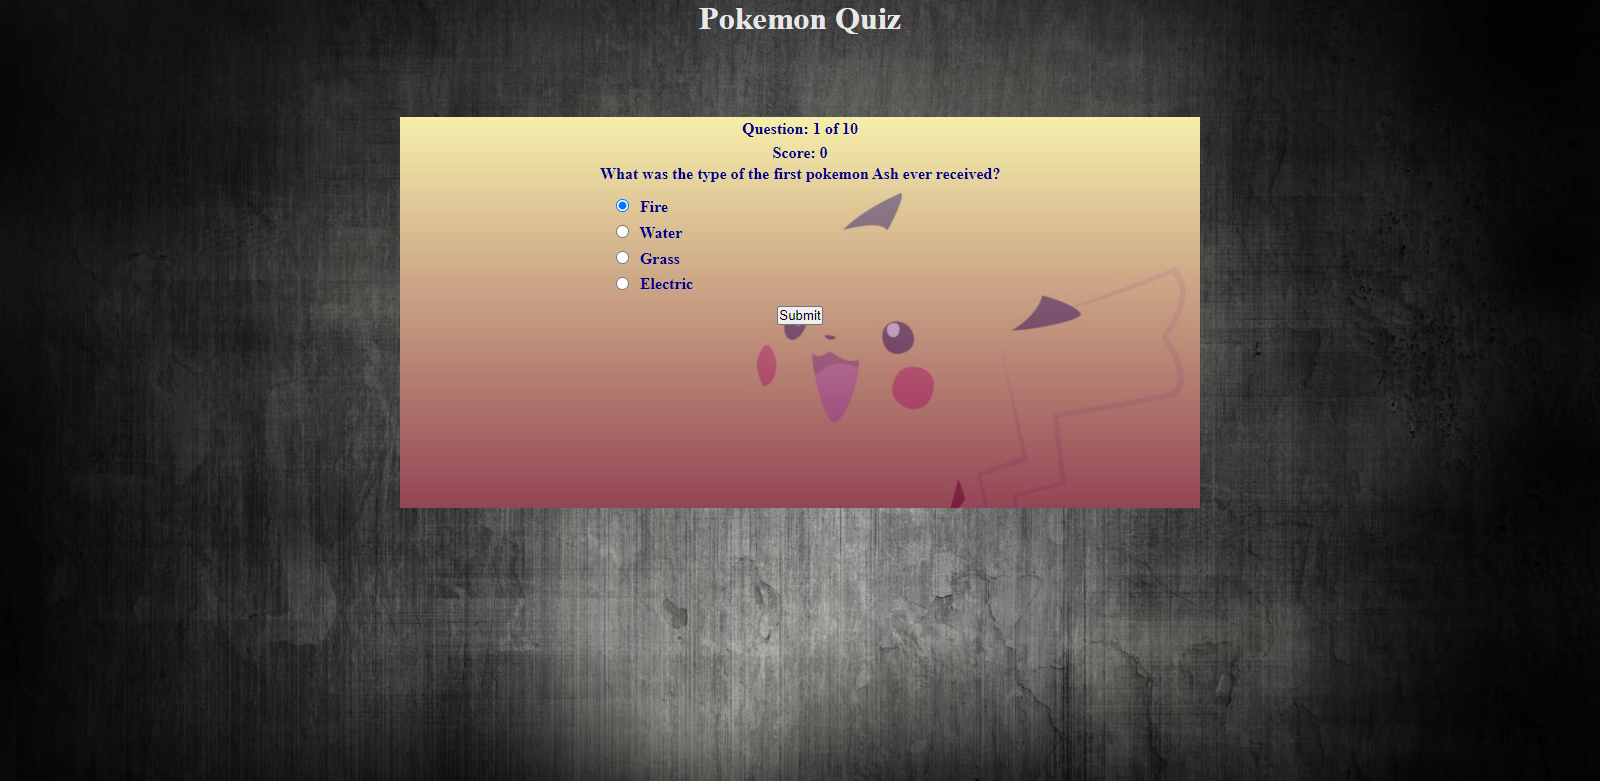 Pokemon Quiz
Question: 1 of 10
Score: 0
What was the type of the first pokemon Ash ever received?
Fire
Water
Grass
Electric
Submit